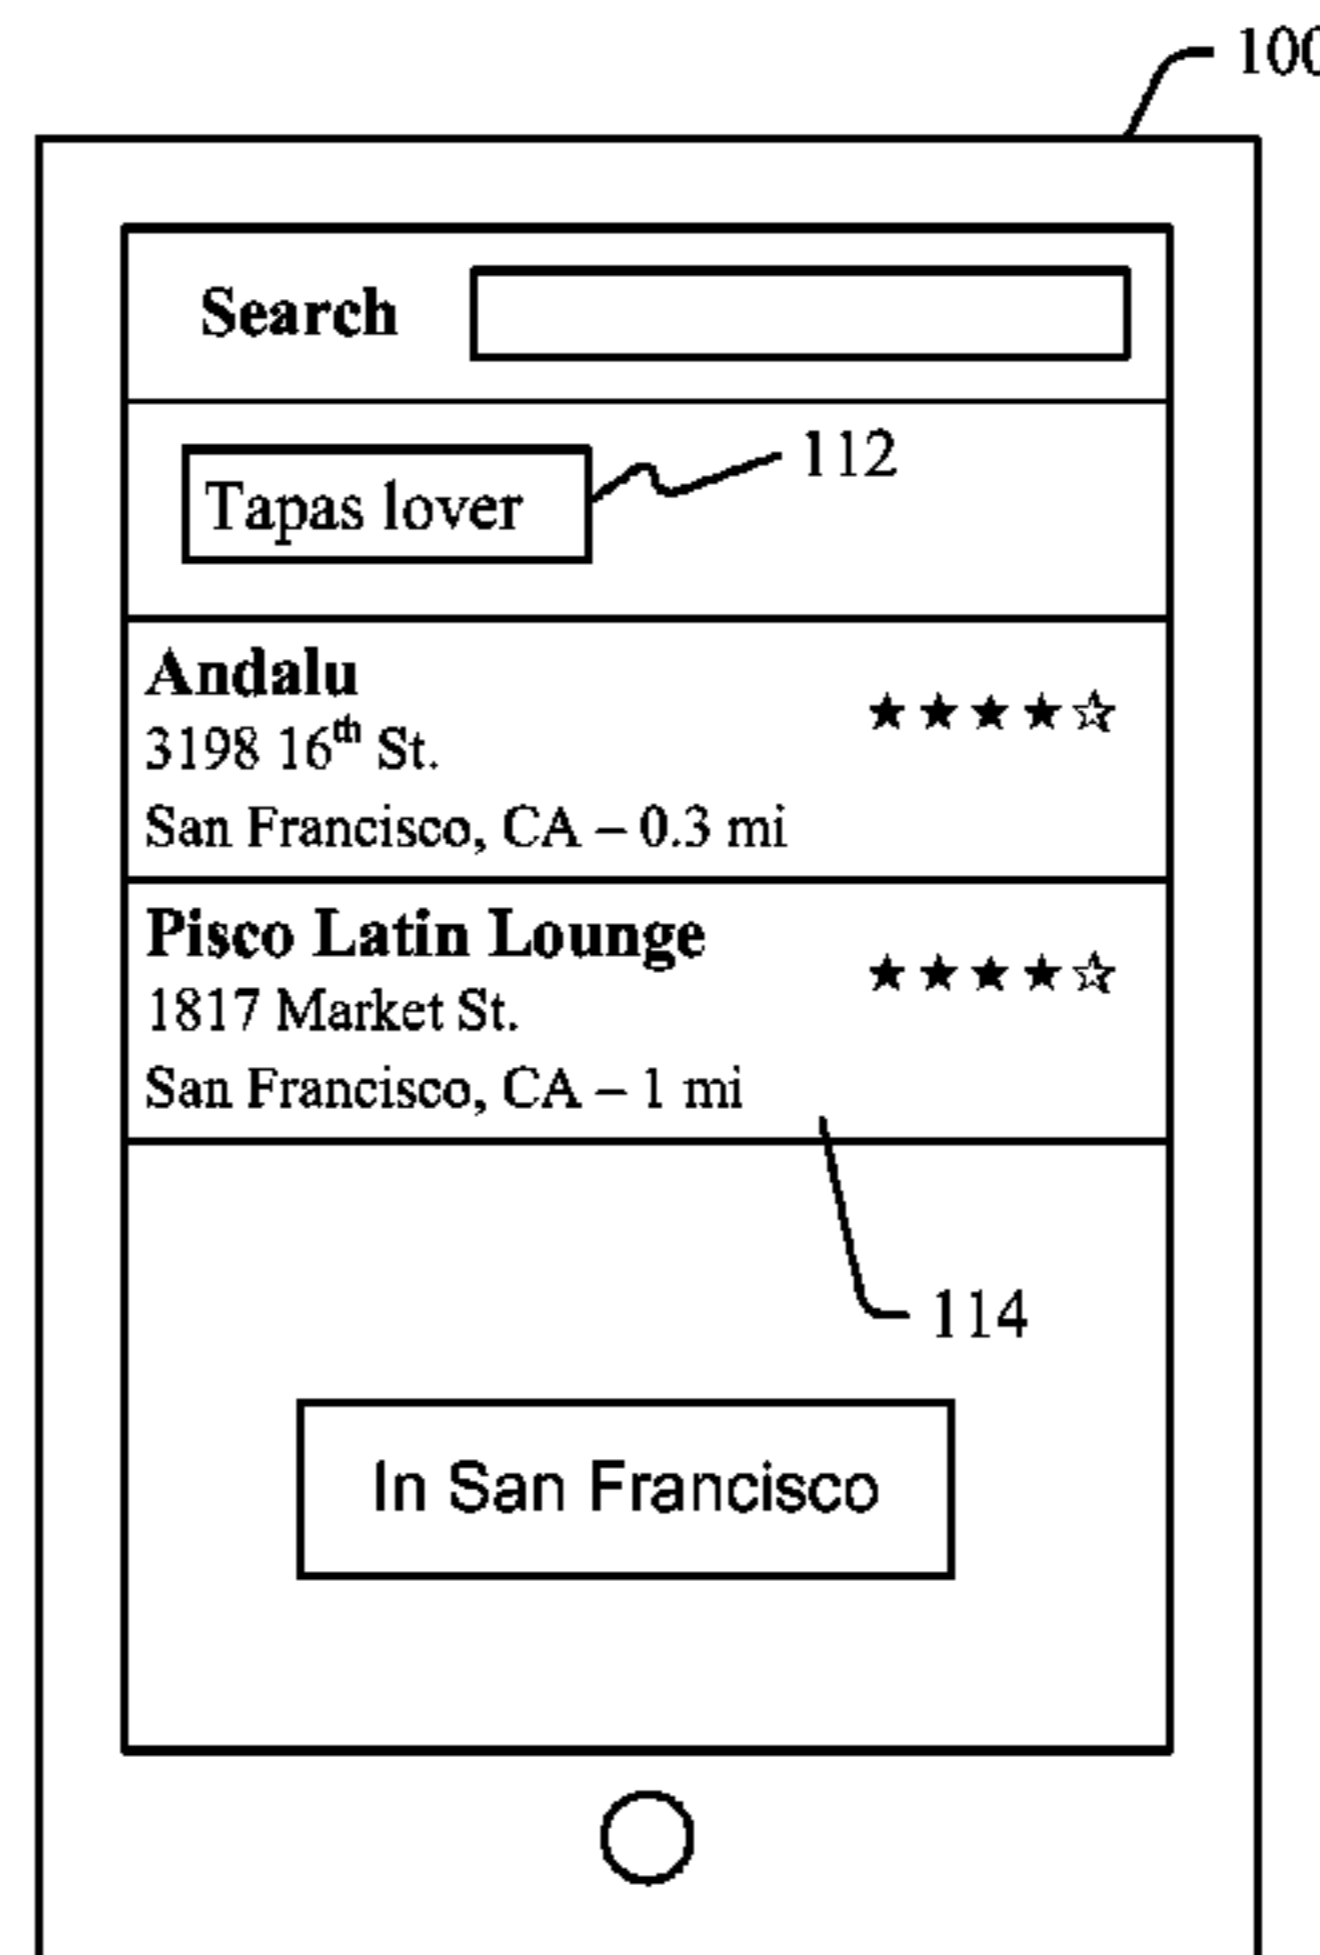 100
Search
Tapas lover
112
Andalu
★★★★☆
3198 16th St.
San Francisco, CA – 0.3 mi
Pisco Latin Lounge
★★★★☆
1817 Market St.
San Francisco, CA – 1 mi
114
In San Francisco